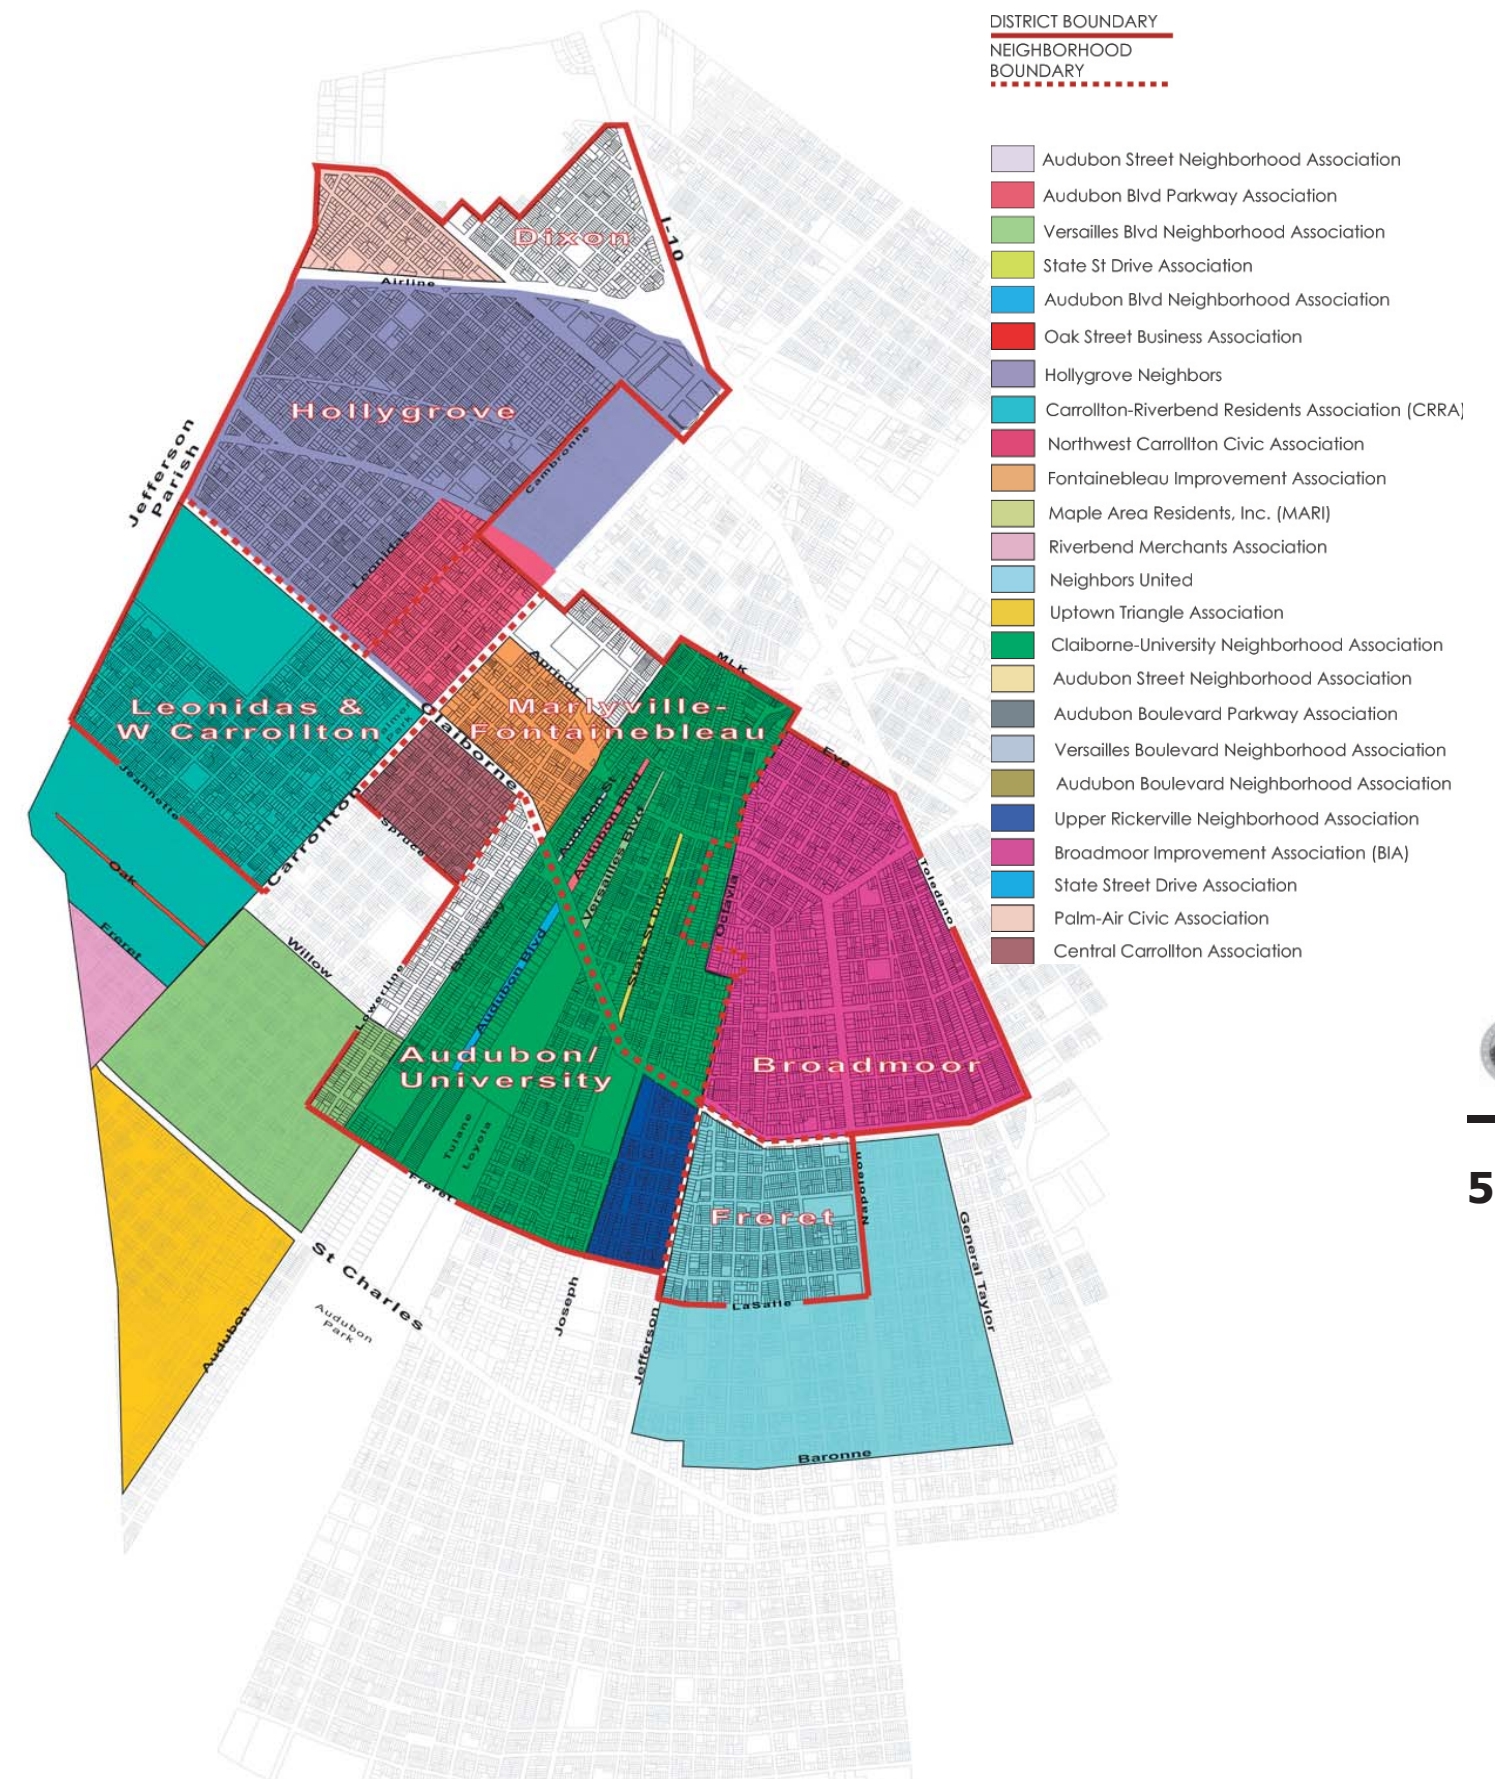 DISTRICT BOUNDARY
NEIGHBORHOOD
BOUNDARY
Audubon Street Neighborhood Association
Audubon Blvd Parkway Association
Versailles Blvd Neighborhood Association
State St Drive Association
Audubon Blvd Neighborhood Association
Oak Street Business Association
Hollygrove Neighbors
Carrollton-Riverbend Residents Association (CRRA)
Northwest Carrollton Civic Association
Fontainebleau Improvement Association
Maple Area Residents, Inc. (MARI)
Riverbend Merchants Association
Neighbors United
Uptown Triangle Association
Claiborne-University Neighborhood Association
Audubon Street Neighborhood Association
Audubon Boulevard Parkway Association
Versailles Boulevard Neighborhood Association
Audubon Boulevard Neighborhood Association
Upper Rickerville Neighborhood Association
Broadmoor Improvement Association (BIA)
State Street Drive Association
Palm-Air Civic Association
Central Carrollton Association
Dixon
I-10
Airline
Hollygrove
Jefferson
Parish
Cambronne
Leonidas
Apricot
MLK
Leonidas &
W Carrollton
Palmer
Park
Claiborne
Marlyville-
Fontainebleau
Eve
Jeannette
Carrollton
Spruce
Audubon St
Audubon Blvd
Versailles Blvd
State St Drive
Octavia
Toledano
Oak
Freret
Willow
Lowerline
Broadway
Audubon Blvd
Audubon/
University
Broadmoor
Tulane
Loyola
Freret
Freret
Napoleon
General Taylor
St Charles
Audubon
Park
Audubon
Joseph
Jefferson
LaSalle
Baronne
5